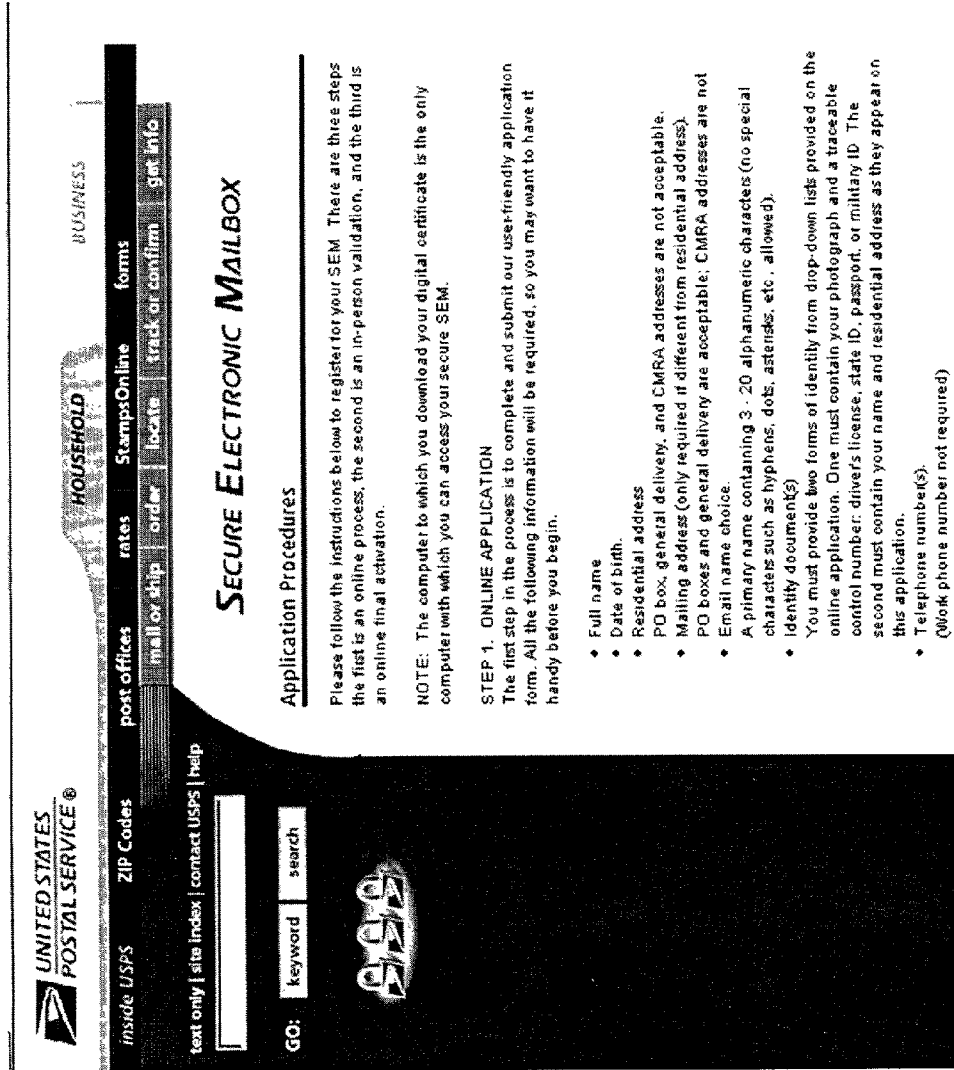 UNITED STATES
POSTAL SERVICE ®
HOUSEHOLD
BUSINESS
inside USPS
ZIP Codes
post offices
rates
StampsOnline
forms
mail or ship
order
locate
track or confirm
get info
text only | site index | contact USPS | help
GO:
keyword
search
SECURE ELECTRONIC MAILBOX
Application Procedures
Please follow the instructions below to register for your SEM. There are three steps
the first is an online process, the second is an in-person validation, and the third is
an online final activation.
NOTE: The computer to which you download your digital certificate is the only
computer with which you can access your secure SEM.
STEP 1. ONLINE APPLICATION
The first step in the process is to complete and submit our user-friendly application
form. All the following information will be required, so you may want to have it
handy before you begin.
♦ Full name
♦ Date of birth.
♦ Residential address
PO box, general delivery, and CMRA addresses are not acceptable.
♦ Mailing address (only required if different from residential address).
PO boxes and general delivery are acceptable; CMRA addresses are not
♦ Email name choice.
A primary name containing 3 - 20 alphanumeric characters (no special
characters such as hyphens, dots, asterisks, etc., allowed).
♦ Identity document(s)
You must provide two forms of identity from drop-down lists provided on the
online application. One must contain your photograph and a traceable
control number: driver's license, state ID, passport, or military ID. The
second must contain your name and residential address as they appear on
this application.
♦ Telephone number(s).
(Work phone number not required)